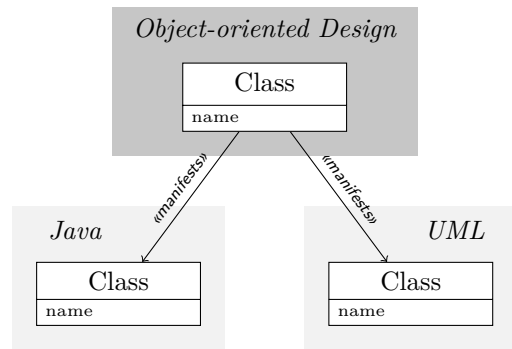 Object-oriented Design
Class
name
«manifests»
«manifests»
Java
Class
name
UML
Class
name